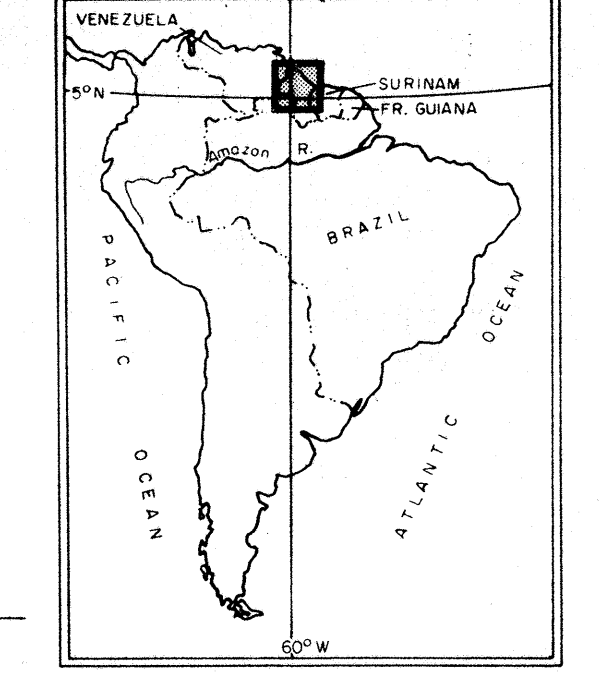 VENEZUELA
5° N
SURINAM
FR. GUIANA
Amazon R.
BRAZIL
PACIFIC
OCEAN
OCEAN
ATLANTIC
60° W